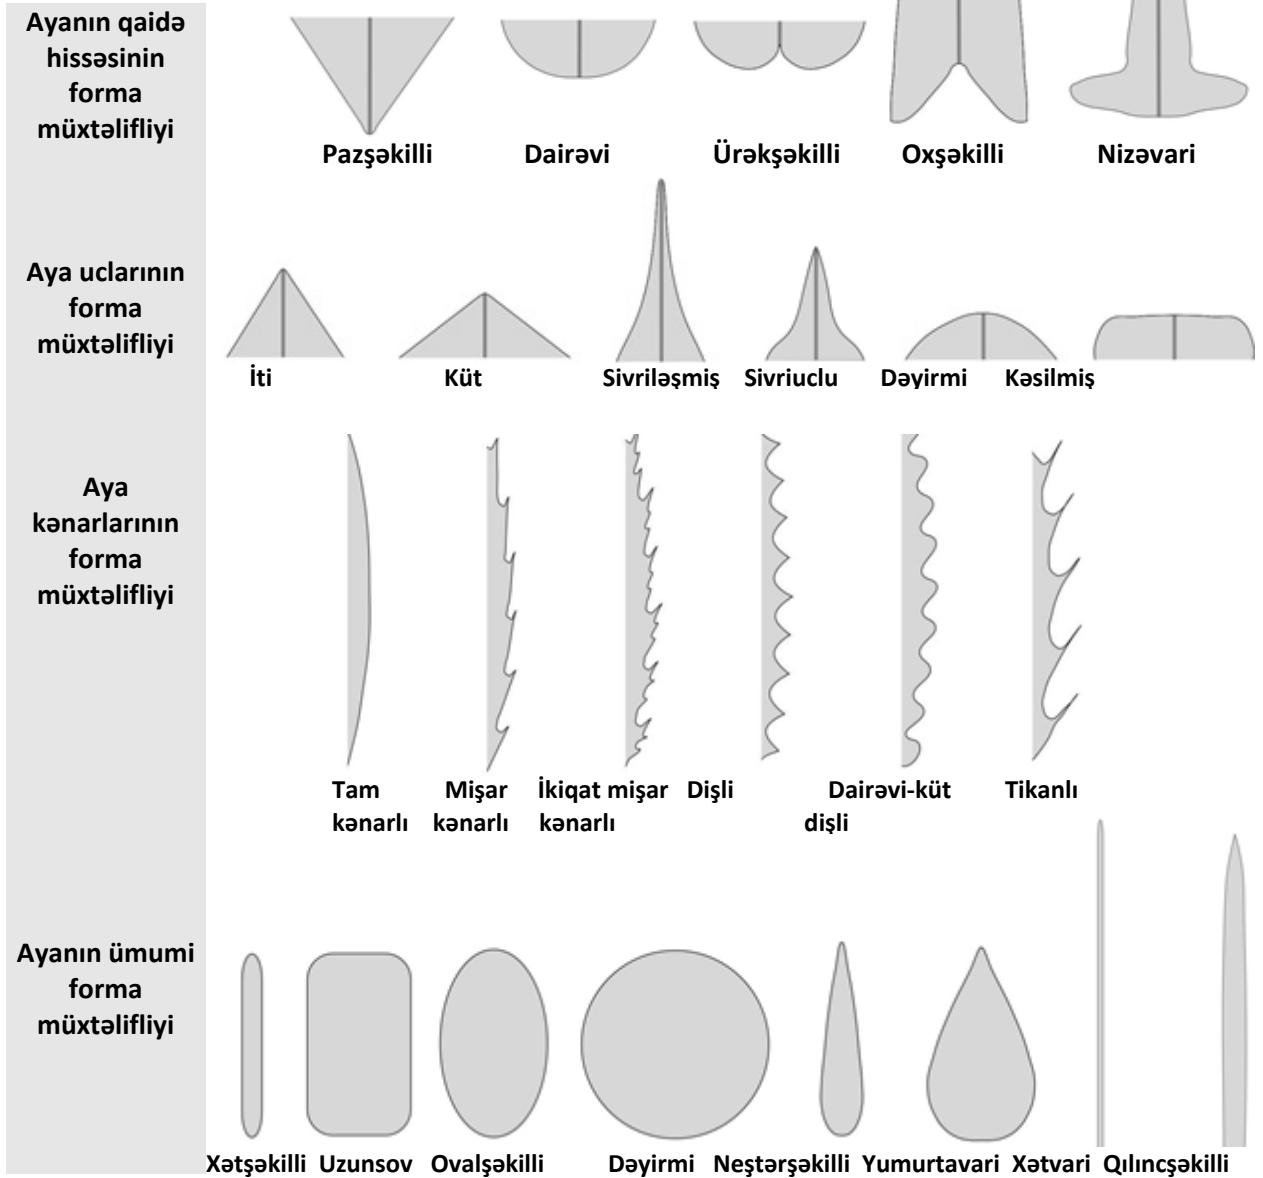 Ayanın qaidə
hissəsinin
forma
müxtəlifliyi
Pazşəkilli Dairəvi Ürəkşəkilli Oxşəkilli Nizəvari
Aya uclarının
forma
müxtəlifliyi
İti Küt Sivriləşmiş Sivriuclu Dəyirmi Kəsilmiş
Aya
kənarlarının
forma
müxtəlifliyi
Tam Mişar İkiqat mişar Dişli Dairəvi-küt Tikanlı
kənarlı kənarlı kənarlı dişli
Ayanın ümumi
forma
müxtəlifliyi
Xətşəkilli Uzunsov Ovalşəkilli Dəyirmi Neştərşəkilli Yumurtavari Xətvari Qılıncşəkilli